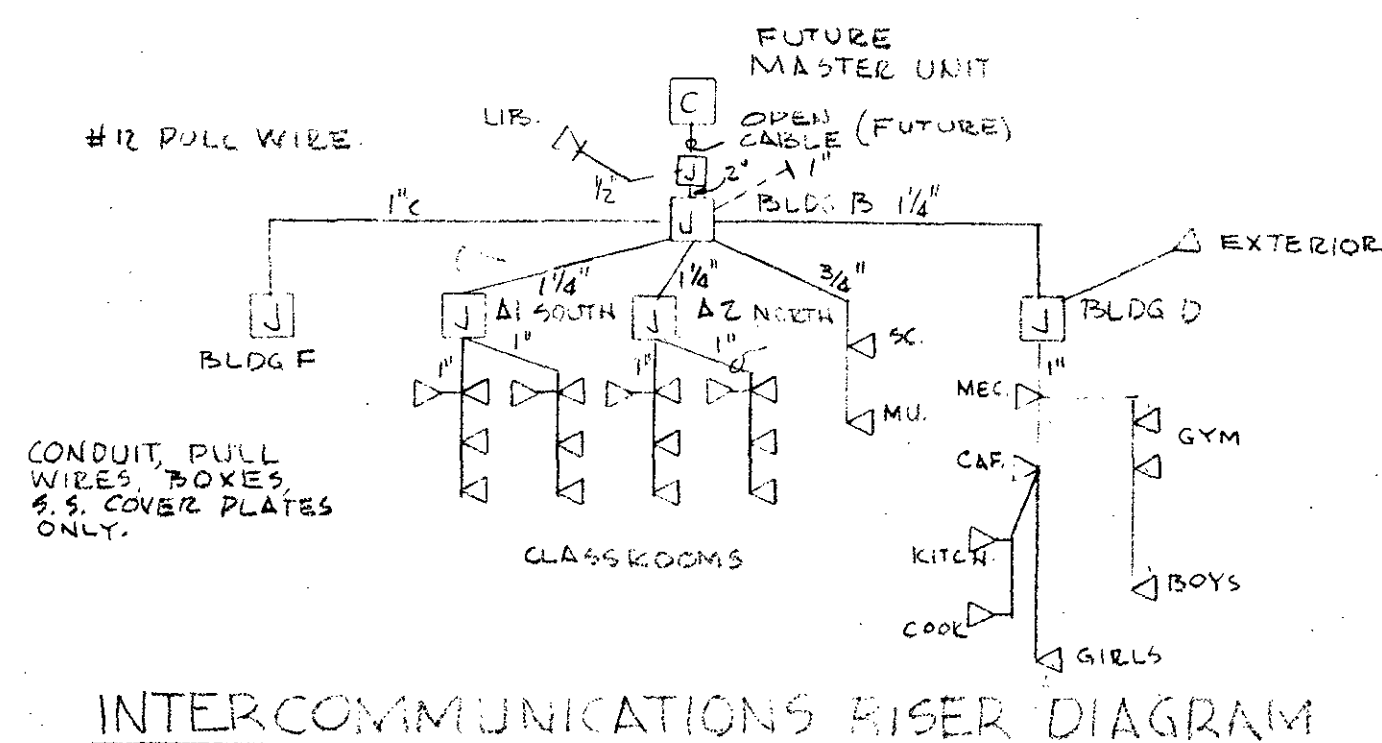 FUTURE
MASTER UNIT
C
OPEN
CABLE (FUTURE)
LIB.
#12 PULL WIRE.
J
1/2"
2"
1"
1"C
J
BLDG B 1 1/4"
EXTERIOR
1 1/4"
1 1/4"
3/4"
J
BLDG F
J
A1 SOUTH
J
A2 NORTH
J
BLDG D
SC.
1"
1"
1"
1"
1"
MEC.
MU.
GYM
CAF.
CONDUIT, PULL
WIRES, BOXES,
S.S. COVER PLATES
ONLY.
CLASSROOMS
KITCH.
BOYS
COOK
GIRLS
INTERCOMMUNICATIONS RISER DIAGRAM